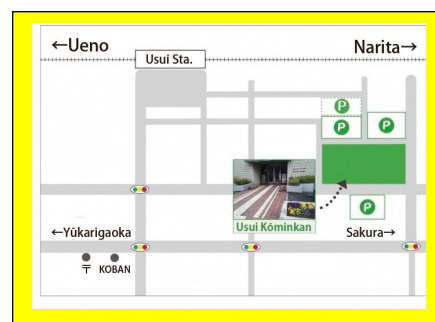 ←Ueno
Narita→
Usui Sta.
P
P
P
Usui Kōminkan
P
←Yūkarigaoka
Sakura→
〒 KOBAN